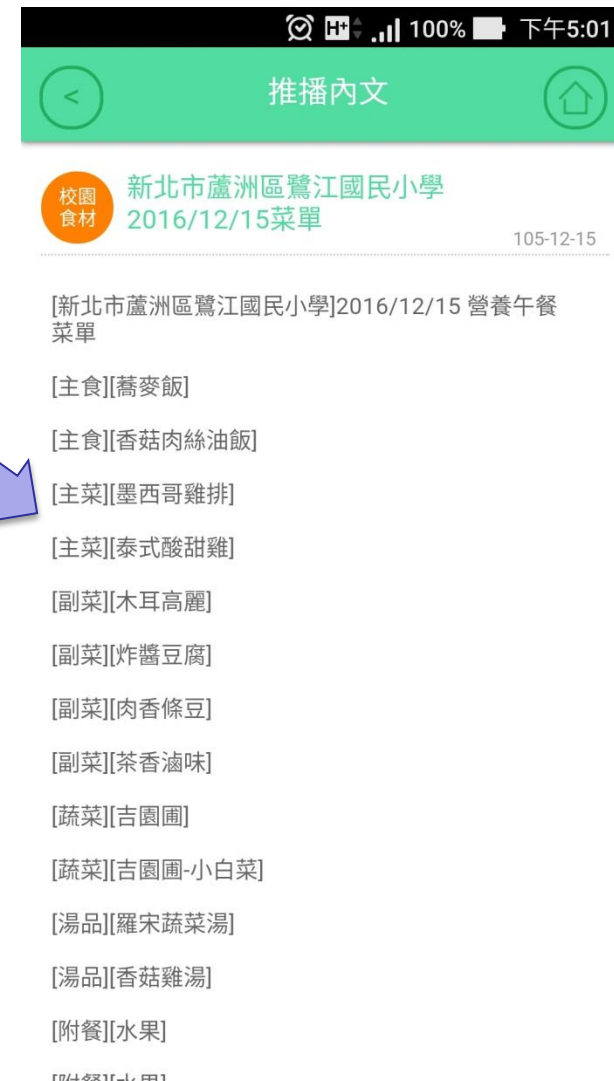 100% 下午5:01
<
推播內文
校園
食材
新北市蘆洲區鷺江國民小學
2016/12/15菜單
105-12-15
[新北市蘆洲區鷺江國民小學]2016/12/15 營養午餐
菜單
[主食][蕎麥飯]
[主食][香菇肉絲油飯]
[主菜][墨西哥雞排]
[主菜][泰式酸甜雞]
[副菜][木耳高麗]
[副菜][炸醬豆腐]
[副菜][肉香條豆]
[副菜][茶香滷味]
[蔬菜][吉園圃]
[蔬菜][吉園圃-小白菜]
[湯品][羅宋蔬菜湯]
[湯品][香菇雞湯]
[附餐][水果]